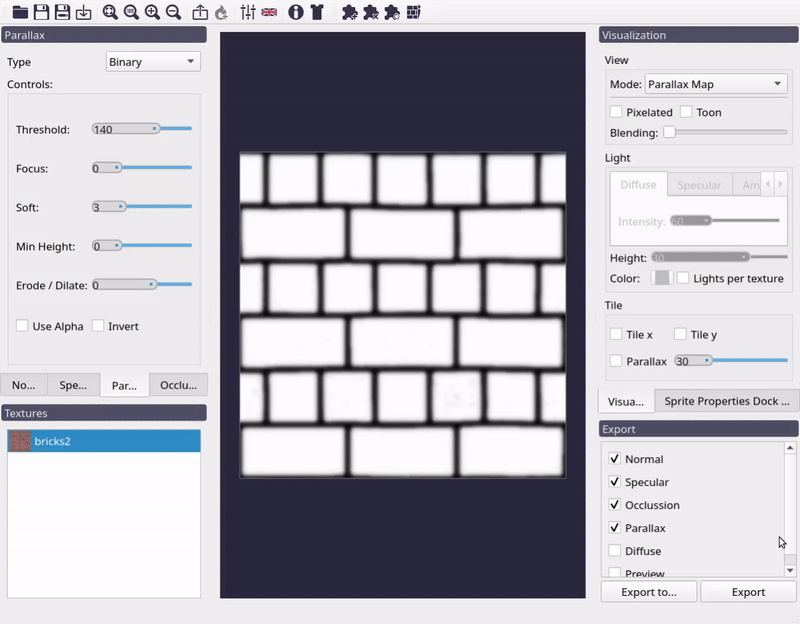 Parallax
Type
Binary
Controls:
Threshold:
140
Focus:
0
Soft:
3
Min Height:
0
Erode / Dilate:
0
Use Alpha
Invert
No...
Spe...
Par...
Occlu...
Textures
bricks2
Visualization
View
Mode:
Parallax Map
Pixelated
Toon
Blending:
Light
Diffuse
Specular
Am
Intensity:
60
Height:
30
Color:
Lights per texture
Tile
Tile x
Tile y
Parallax
30
Visua...
Sprite Properties Dock ...
Export
Normal
Specular
Occlussion
Parallax
Diffuse
Preview
Export to...
Export